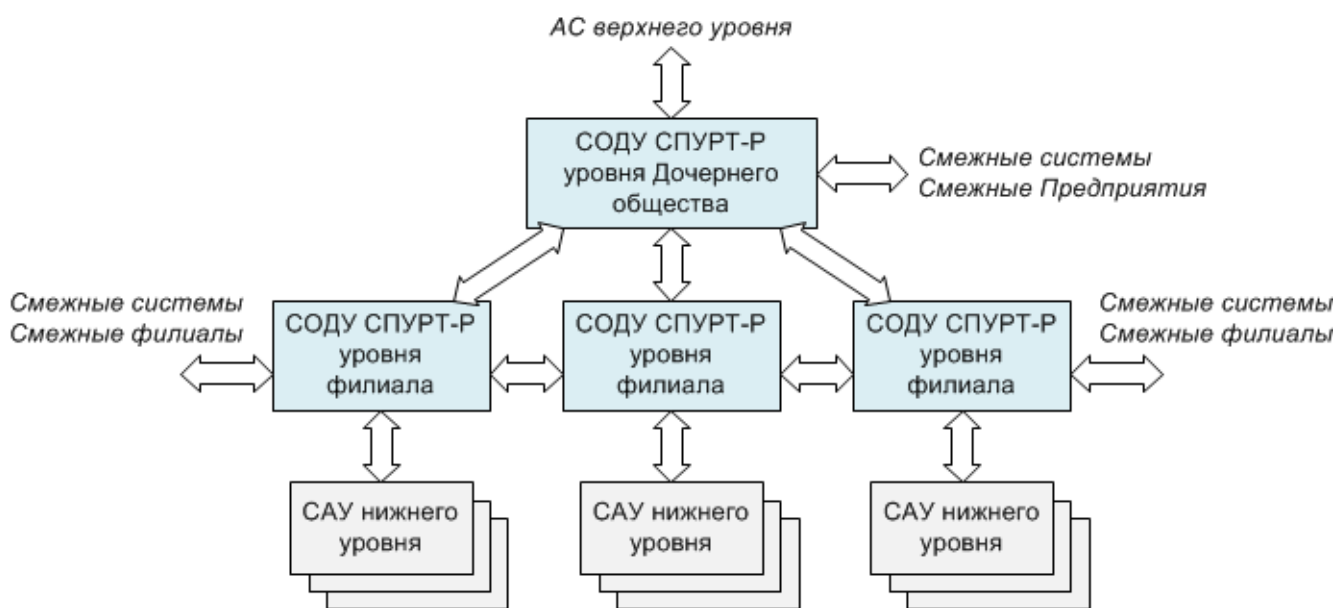 АС верхнего уровня
СОДУ СПУРТ-Р
уровня Дочернего
общества
Смежные системы
Смежные Предприятия
Смежные системы
Смежные филиалы
СОДУ СПУРТ-Р
уровня
филиала
СОДУ СПУРТ-Р
уровня
филиала
СОДУ СПУРТ-Р
уровня
филиала
Смежные системы
Смежные филиалы
САУ нижнего
уровня
САУ нижнего
уровня
САУ нижнего
уровня